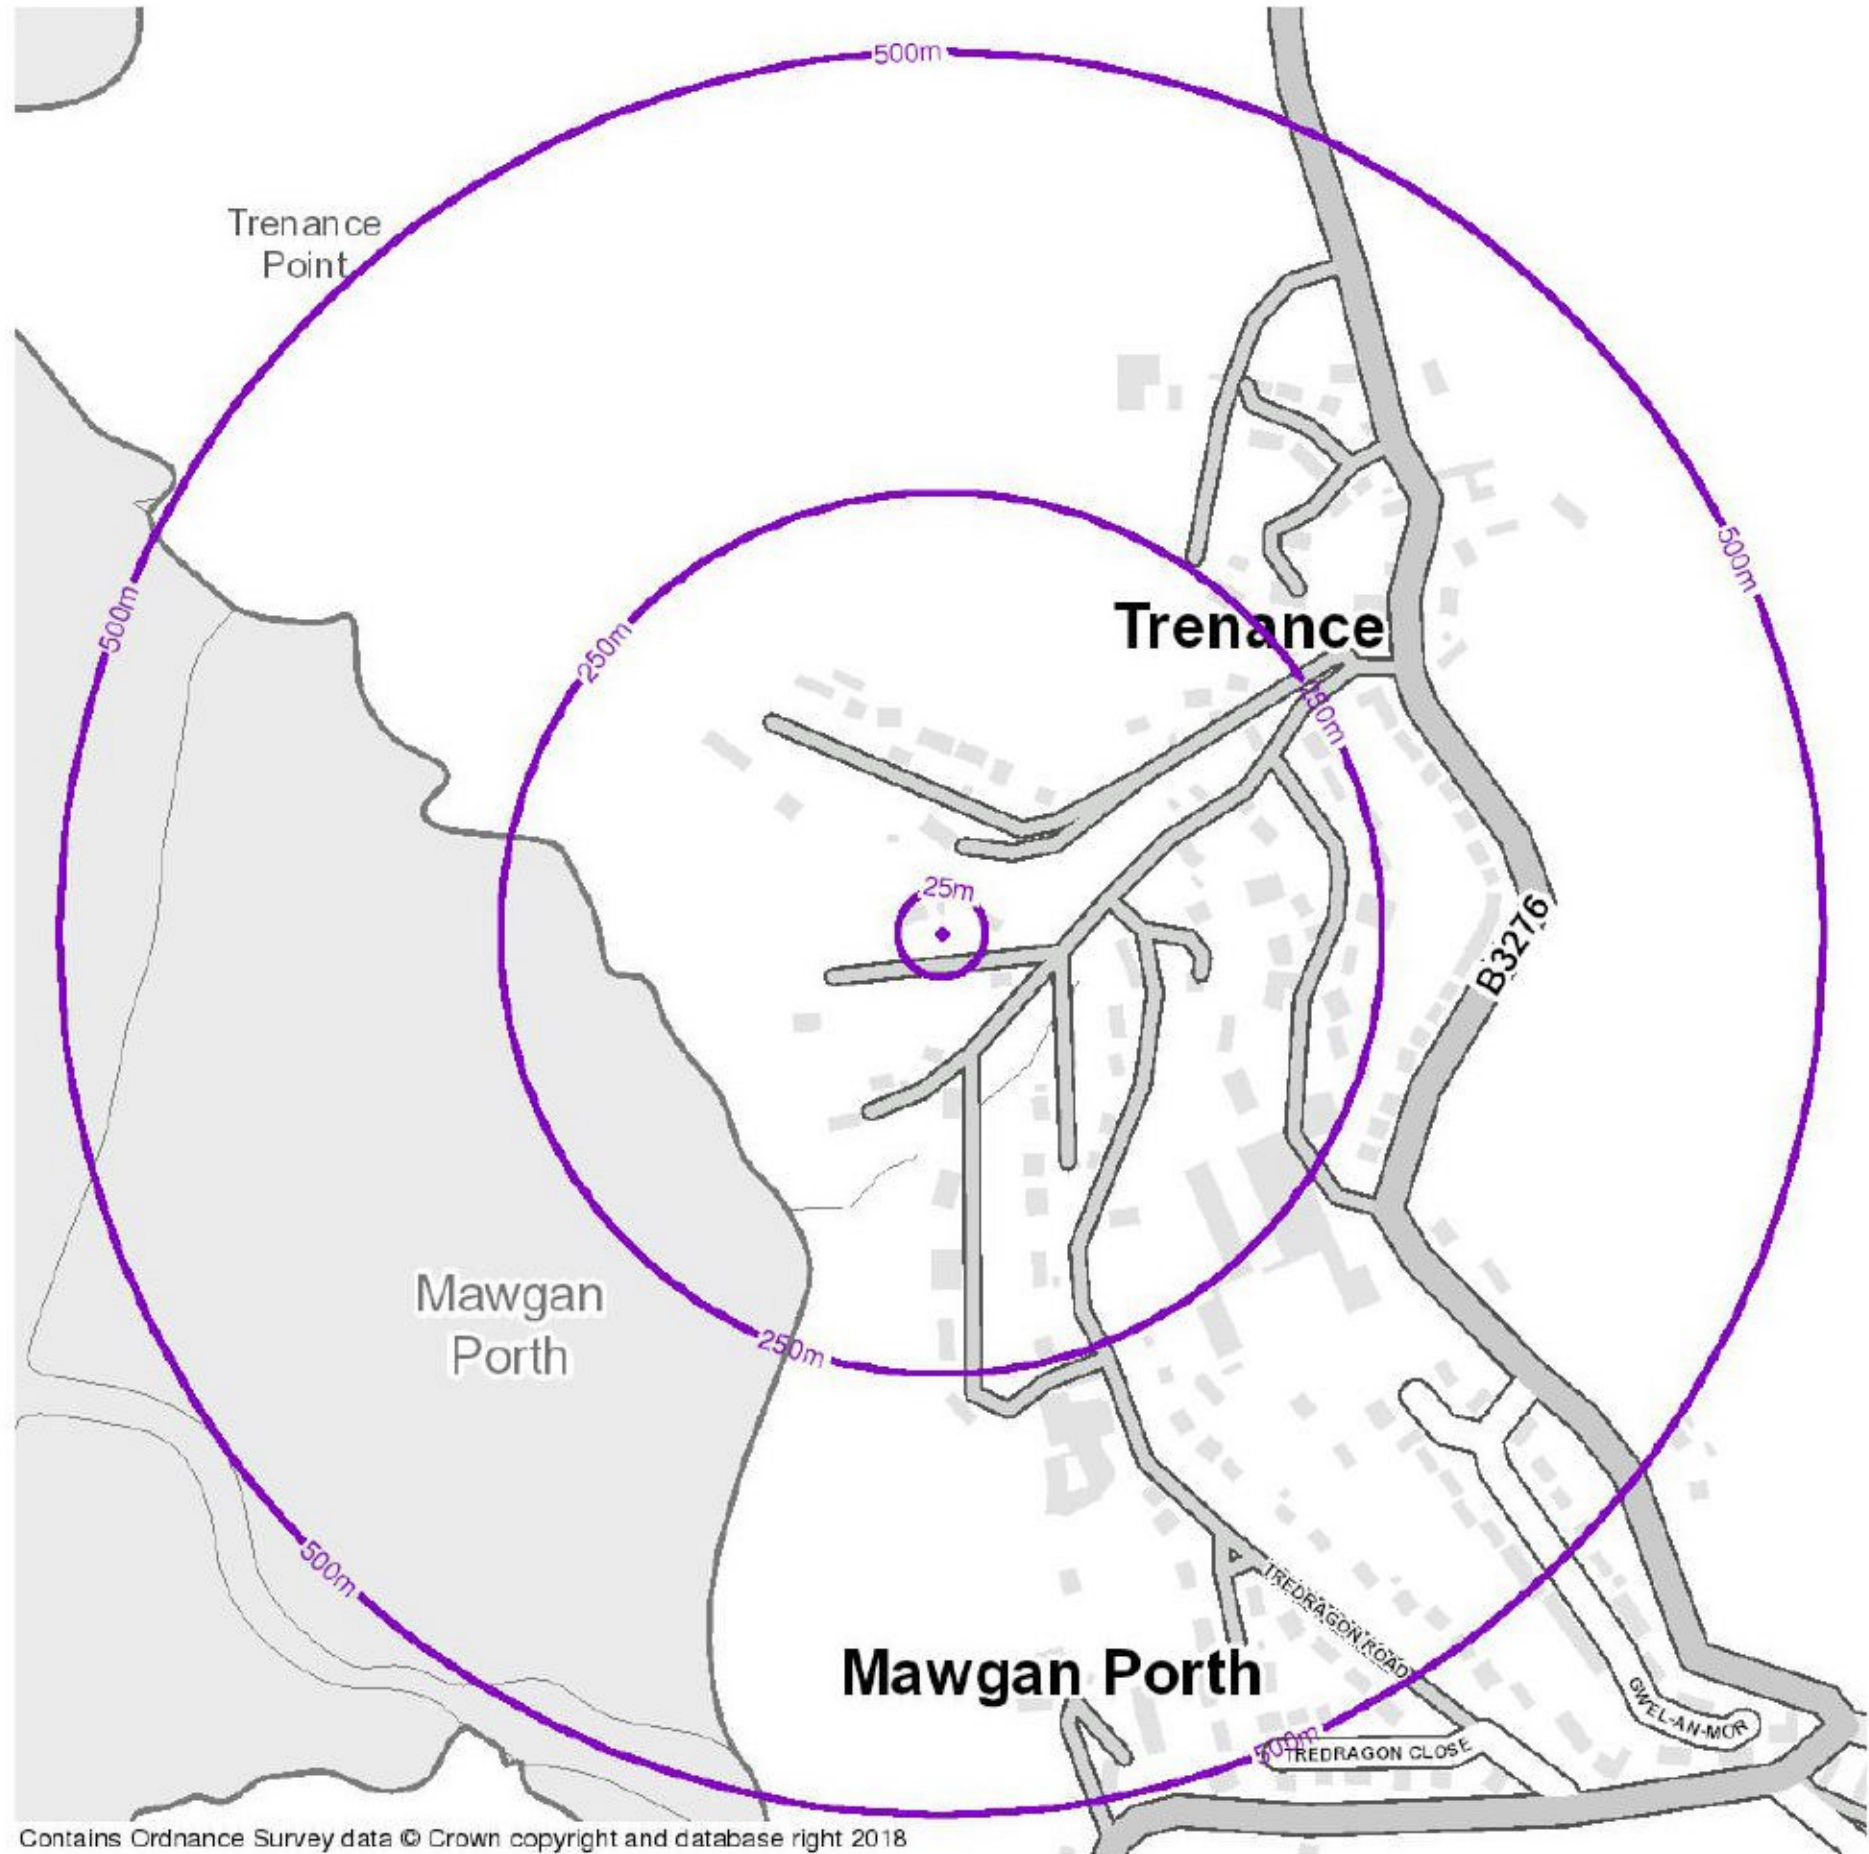 500m
Trenance
Point
500m
500m
Trenance
250m
250m
25m
B3276
Mawgan
Porth
250m
500m
TREDRAGON ROAD
Mawgan Porth
GWEL-AN-MOR
500m
TREDRAGON CLOSE
Contains Ordnance Survey data © Crown copyright and database right 2018